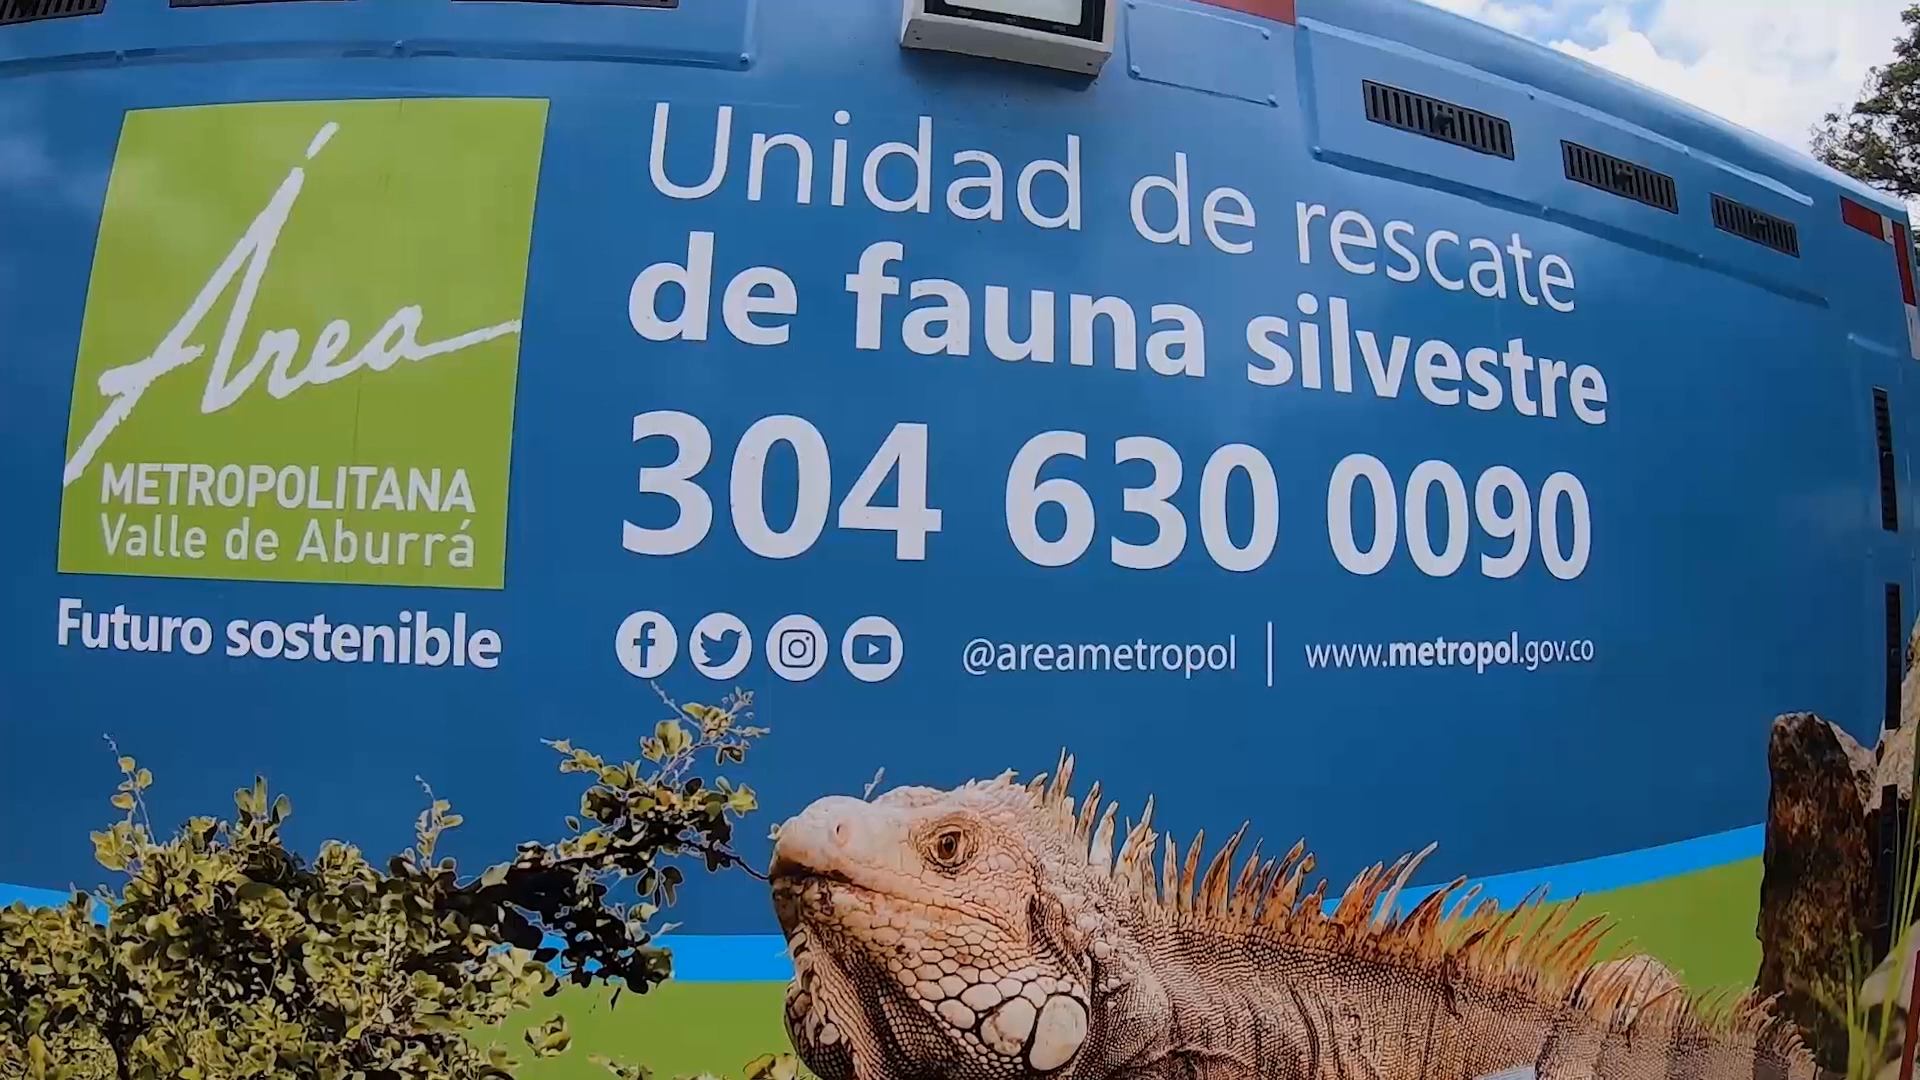 Área
METROPOLITANA
Valle de Aburrá
Futuro sostenible
Unidad de rescate
de fauna silvestre
304 630 0090
@areametropol | www.metropol.gov.co